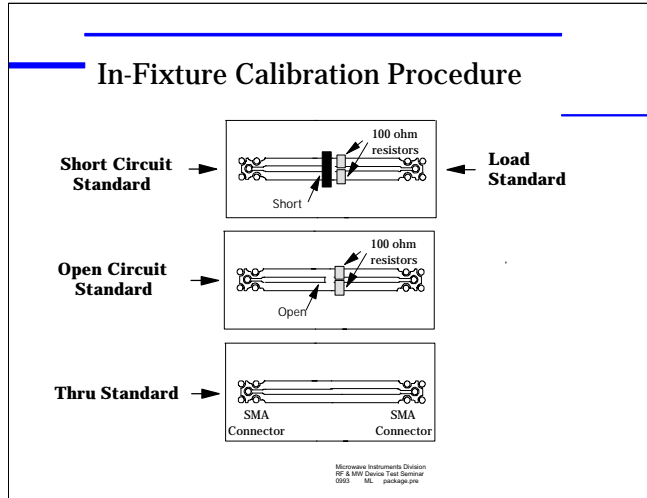 In-Fixture Calibration Procedure
Short Circuit
Standard
100 ohm
resistors
Short
Load
Standard
Open Circuit
Standard
100 ohm
resistors
Open
Thru Standard
SMA
Connector
SMA
Connector
Microwave Instruments Division
RF & MW Device Test Seminar
0993 ML package.pre